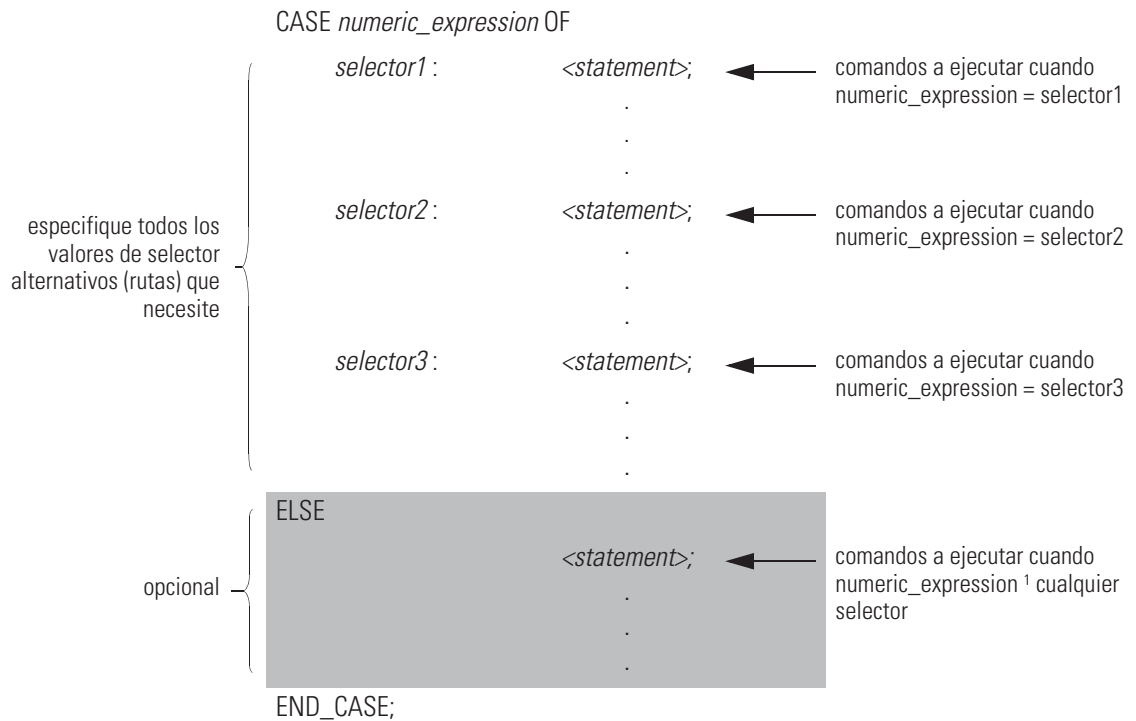 CASE numeric_expression OF
selector1 : <statement>; comandos a ejecutar cuando
numeric_expression = selector1
.
.
.
especifique todos los
valores de selector
alternativos (rutas) que
necesite
selector2 : <statement>; comandos a ejecutar cuando
numeric_expression = selector2
.
.
.
selector3 : <statement>; comandos a ejecutar cuando
numeric_expression = selector3
.
.
.
opcional
ELSE
<statement>; comandos a ejecutar cuando
numeric_expression ¹ cualquier
selector
.
.
.
END_CASE;